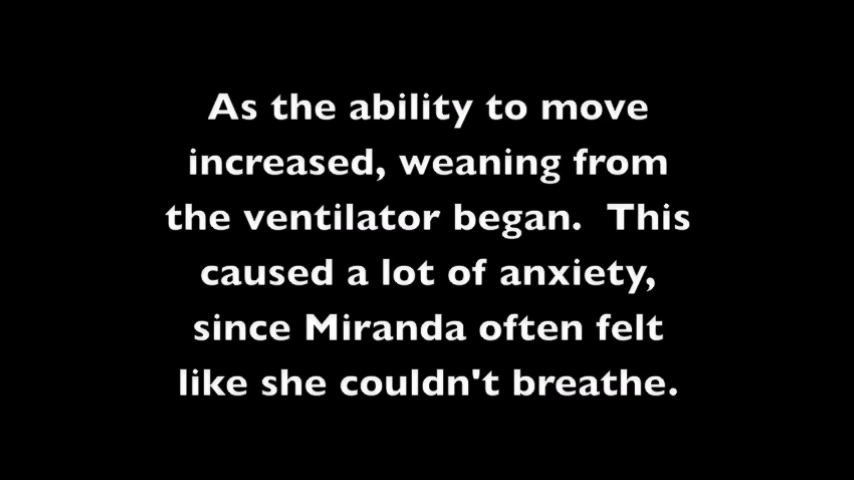 As the ability to move
increased, weaning from
the ventilator began.  This
caused a lot of anxiety,
since Miranda often felt
like she couldn't breathe.